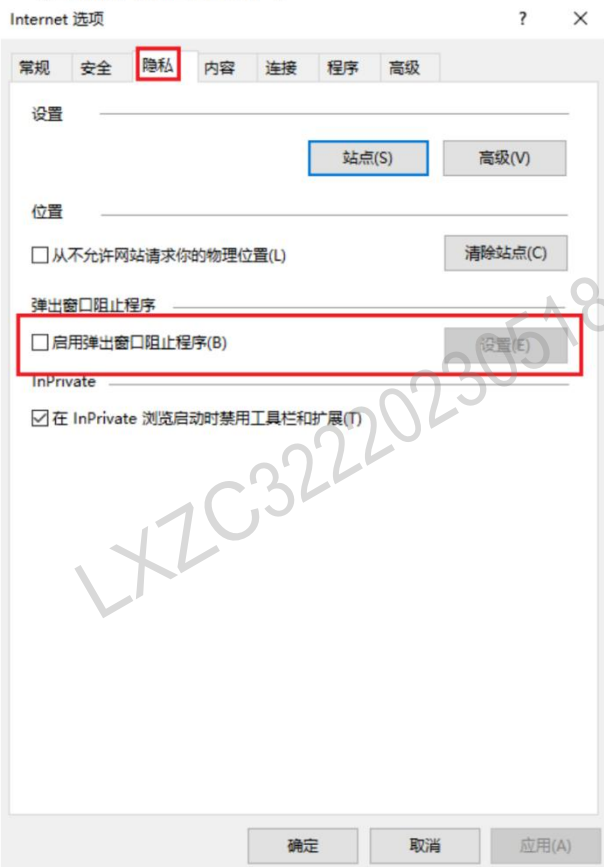 Internet 选项 ? ×
常规 安全 隐私 内容 连接 程序 高级
设置
站点(S) 高级(V)
位置
从不允许网站请求你的物理位置(L) 清除站点(C)
弹出窗口阻止程序
启用弹出窗口阻止程序(B) 设置(E)
InPrivate
在 InPrivate 浏览启动时禁用工具栏和扩展(T)
LXZC32220230518
确定 取消 应用(A)